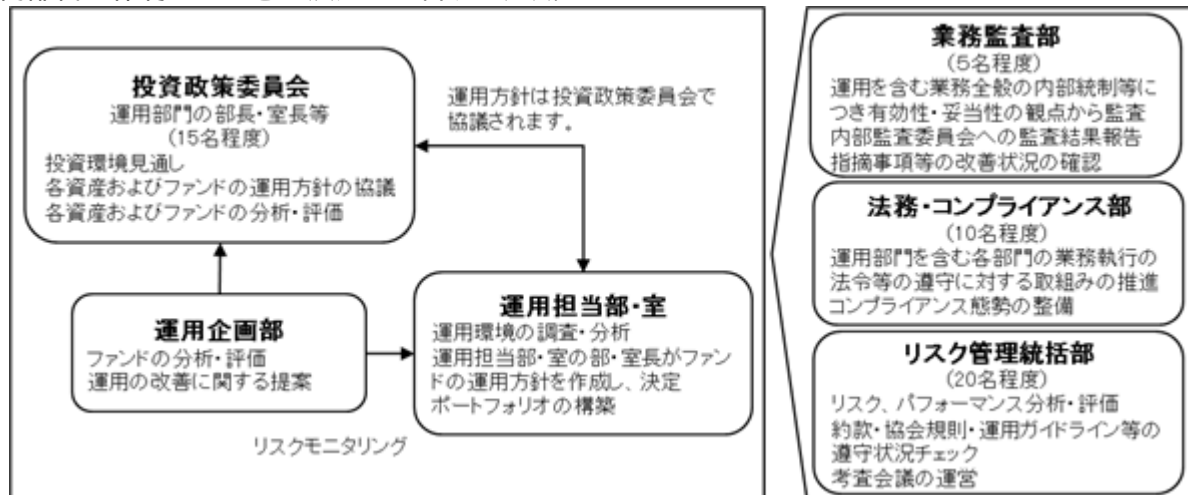 投資政策委員会
運用部門の部長・室長等
(15名程度)
投資環境見通し
各資産およびファンドの運用方針の協議
各資産およびファンドの分析・評価
運用方針は投資政策委員会で
協議されます。
運用企画部
ファンドの分析・評価
運用の改善に関する提案
運用担当部・室
運用環境の調査・分析
運用担当部・室の部・室長がファン
ドの運用方針を作成し、決定
ポートフォリオの構築
リスクモニタリング
業務監査部
(5名程度)
運用を含む業務全般の内部統制等に
つき有効性・妥当性の観点から監査
内部監査委員会への監査結果報告
指摘事項等の改善状況の確認
法務・コンプライアンス部
(10名程度)
運用部門を含む各部門の業務執行の
法令等の遵守に対する取組みの推進
コンプライアンス態勢の整備
リスク管理統括部
(20名程度)
リスク、パフォーマンス分析・評価
約款・協会規則・運用ガイドライン等の
遵守状況チェック
考査会議の運営